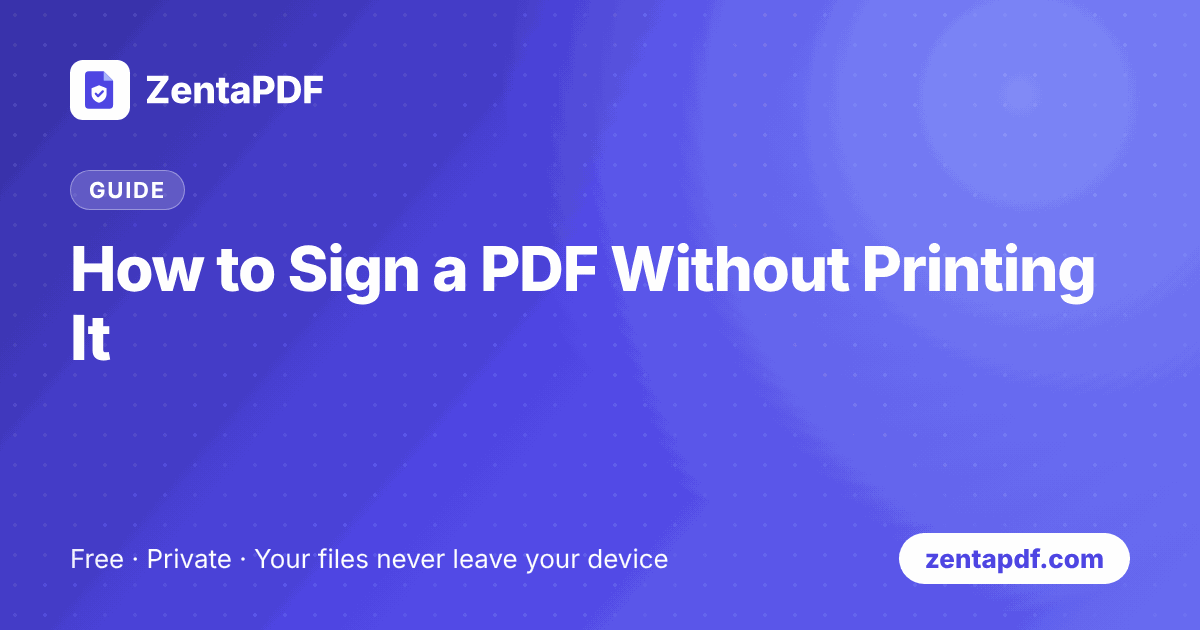 ZentaPDF
GUIDE
How to Sign a PDF Without Printing
It
Free · Private · Your files never leave your device
zentapdf.com